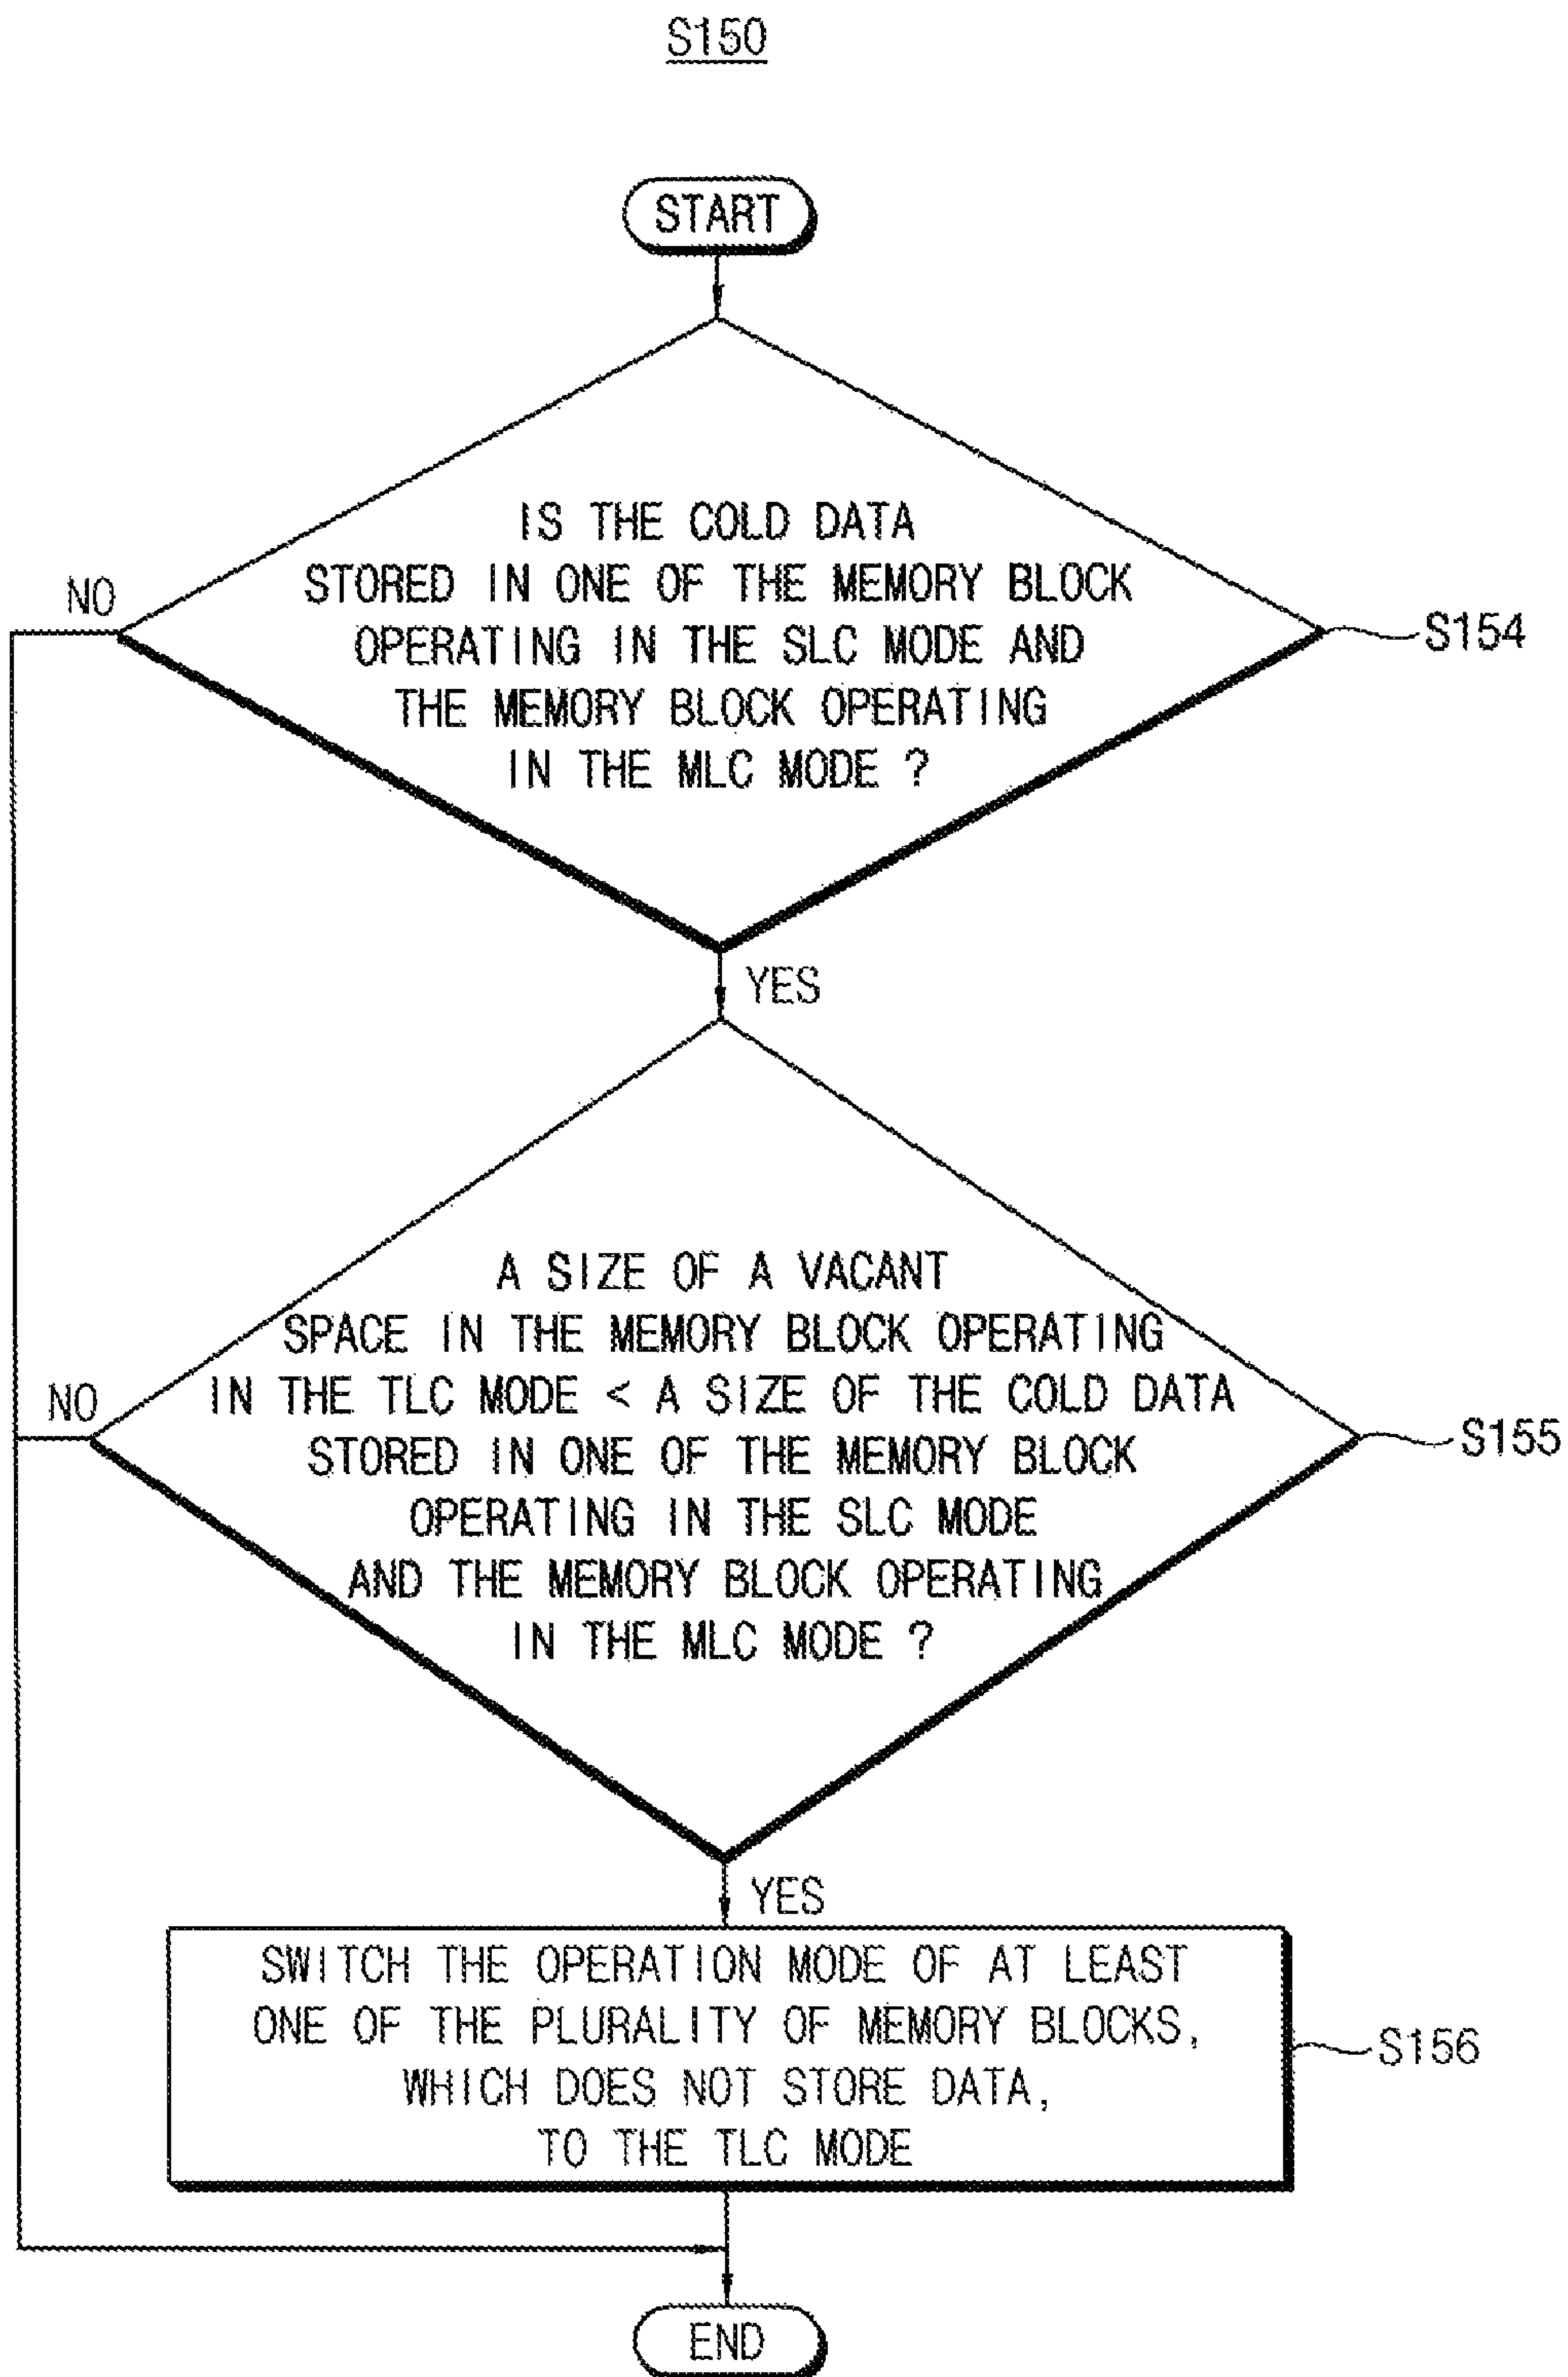 S150
START
IS THE COLD DATA
STORED IN ONE OF THE MEMORY BLOCK
OPERATING IN THE SLC MODE AND
THE MEMORY BLOCK OPERATING
IN THE MLC MODE ?
NO
S154
YES
A SIZE OF A VACANT
SPACE IN THE MEMORY BLOCK OPERATING
IN THE TLC MODE < A SIZE OF THE COLD DATA
STORED IN ONE OF THE MEMORY BLOCK
OPERATING IN THE SLC MODE
AND THE MEMORY BLOCK OPERATING
IN THE MLC MODE ?
NO
S155
YES
SWITCH THE OPERATION MODE OF AT LEAST
ONE OF THE PLURALITY OF MEMORY BLOCKS,
WHICH DOES NOT STORE DATA,
TO THE TLC MODE
S156
END